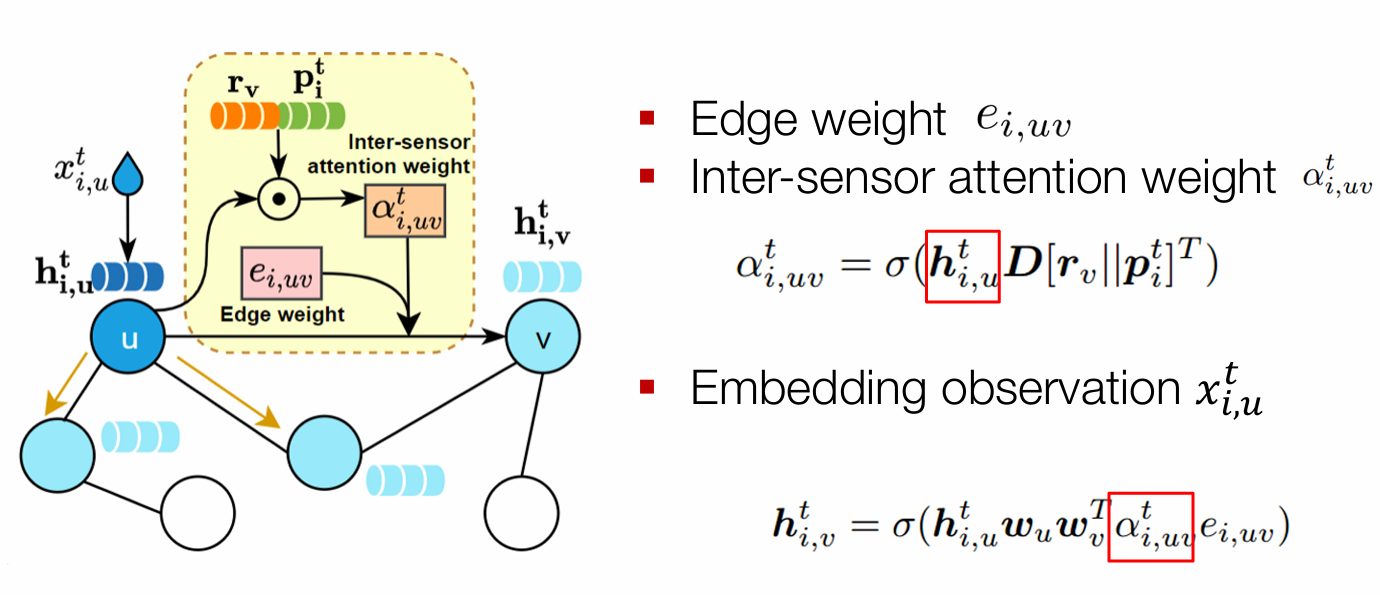 r_v p_i^t
Inter-sensor
attention weight
x_{i,u}^t
α_{i,uv}^t
h_{i,v}^t
h_{i,u}^t
e_{i,uv}
Edge weight
u
v
▪ Edge weight e_{i,uv}
▪ Inter-sensor attention weight α_{i,uv}^t
α_{i,uv}^t = σ(h_{i,u}^t D[r_v||p_i^t]^T)
▪ Embedding observation x_{i,u}^t
h_{i,v}^t = σ(h_{i,u}^t w_u w_v^T α_{i,uv}^t e_{i,uv})